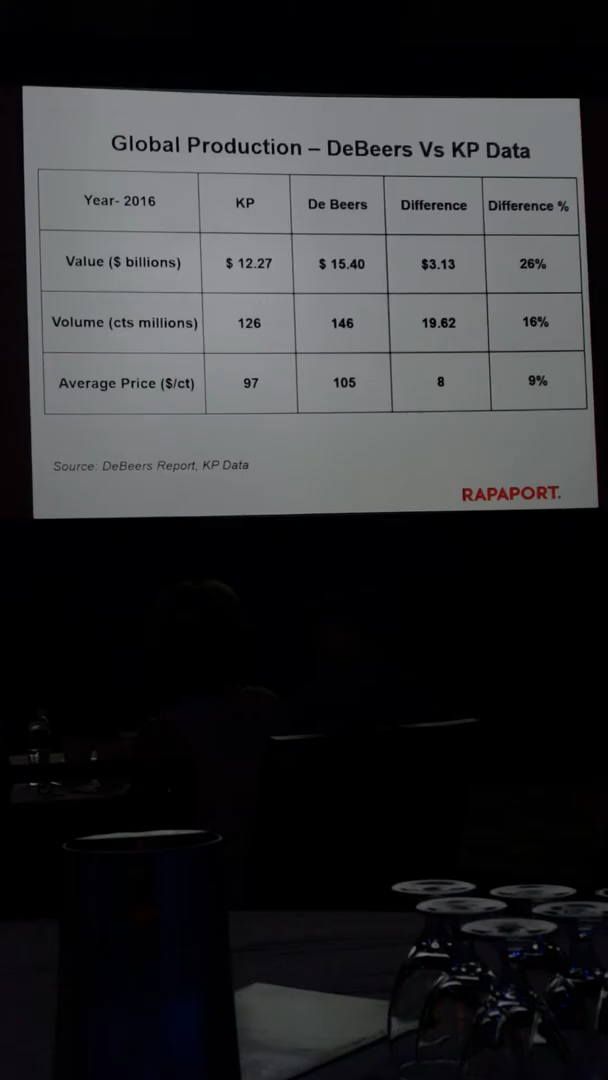 Global Production – DeBeers Vs KP Data
Year- 2016 KP De Beers Difference Difference %
Value ($ billions) $ 12.27 $ 15.40 $3.13 26%
Volume (cts millions) 126 146 19.62 16%
Average Price ($/ct) 97 105 8 9%
Source: DeBeers Report, KP Data
RAPAPORT.